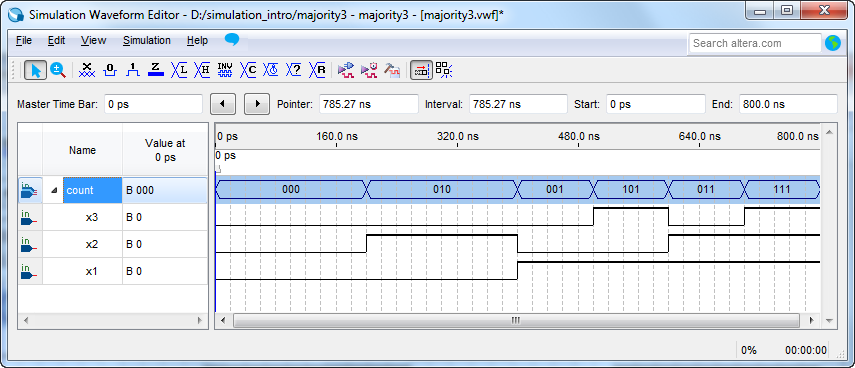 Simulation Waveform Editor - D:/simulation_intro/majority3 - majority3 - [majority3.vwf]*
File Edit View Simulation Help Search altera.com
Master Time Bar: 0 ps Pointer: 785.27 ns Interval: 785.27 ns Start: 0 ps End: 800.0 ns
Name Value at 0 ps 0 ps 160.0 ns 320.0 ns 480.0 ns 640.0 ns 800.0 ns
0 ps
in count B 000 000 010 001 101 011 111
in x3 B 0
in x2 B 0
in x1 B 0
0% 00:00:00